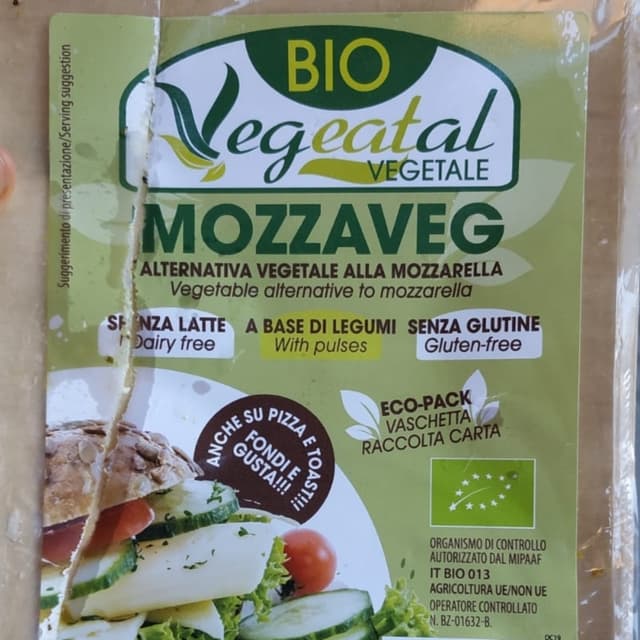 BIO
Vegeatal
VEGETALE
MOZZAVEG
ALTERNATIVA VEGETALE ALLA MOZZARELLA
Vegetable alternative to mozzarella
SENZA LATTE
Dairy free
A BASE DI LEGUMI
With pulses
SENZA GLUTINE
Gluten-free
ECO-PACK
VASCHETTA
RACCOLTA CARTA
ANCHE SU PIZZA E TOAST!!!
FONDI E
GUSTA!!!
ORGANISMO DI CONTROLLO
AUTORIZZATO DAL MIPAAF
IT BIO 013
AGRICOLTURA UE/NON UE
OPERATORE CONTROLLATO
N. BZ-01632-B.
Suggerimento di presentazione/Serving suggestion